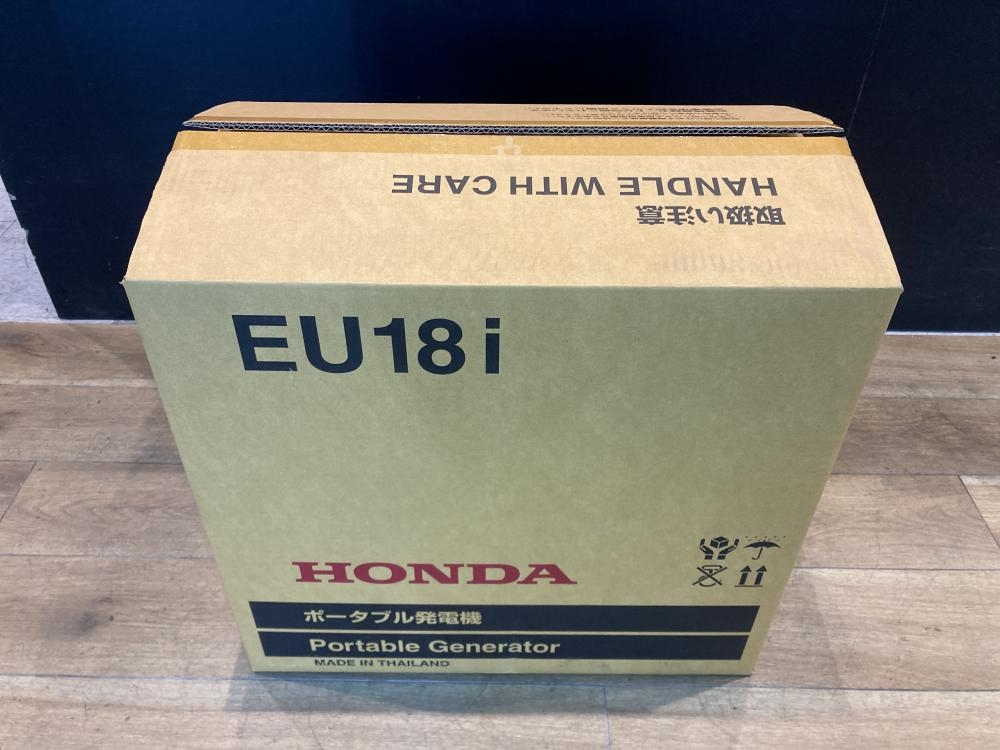 取扱い注意
HANDLE WITH CARE
EU18i
HONDA
ポータブル発電機
Portable Generator
MADE IN THAILAND